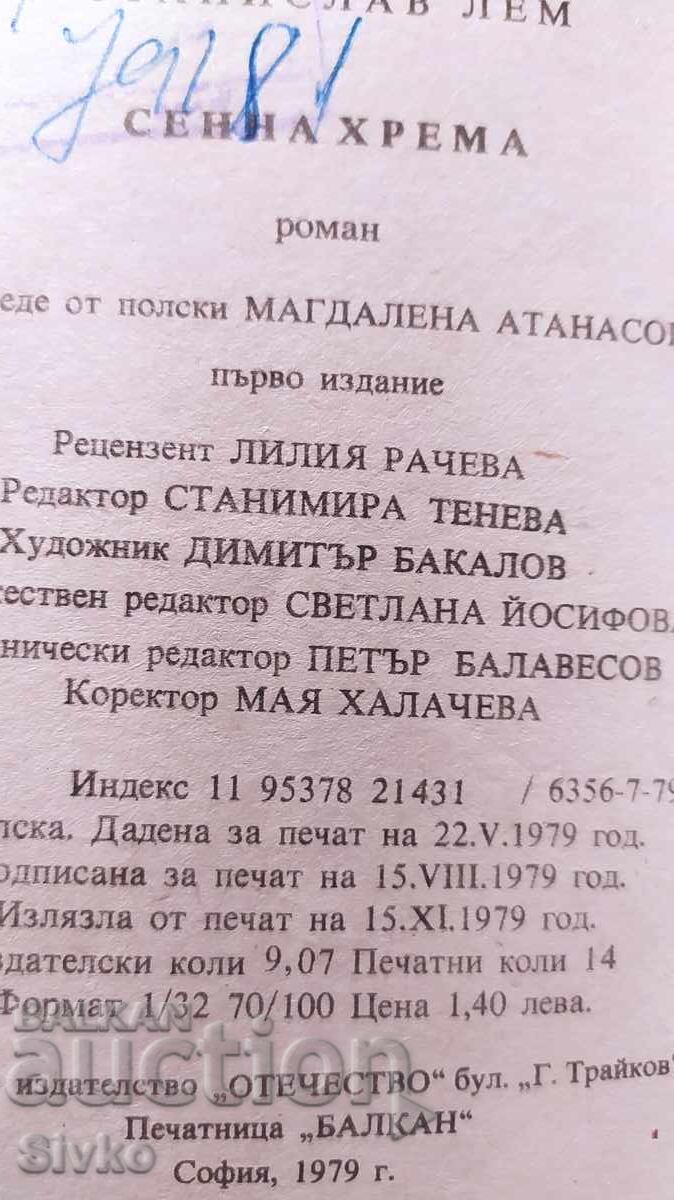 СТАНИСЛАВ ЛЕМ
81
СЕННА ХРЕМА
роман
еде от полски МАГДАЛЕНА АТАНАСОВ
първо издание
Рецензент ЛИЛИЯ РАЧЕВА
Редактор СТАНИМИРА ТЕНЕВА
Художник ДИМИТЪР БАКАЛОВ
ествен редактор СВЕТЛАНА ЙОСИФОВА
нически редактор ПЕТЪР БАЛАВЕСОВ
Коректор МАЯ ХАЛАЧЕВА
Индекс 11 95378 21431 / 6356-7-79
лска. Дадена за печат на 22.V.1979 год.
одписана за печат на 15.VIII.1979 год.
Излязла от печат на 15.XI.1979 год.
здателски коли 9,07 Печатни коли 14
Формат 1/32 70/100 Цена 1,40 лева.
BALKAN
auction
издателство „ОТЕЧЕСТВО“ бул. „Г. Трайков“
Печатница „БАЛКАН“
Sivko
София, 1979 г.